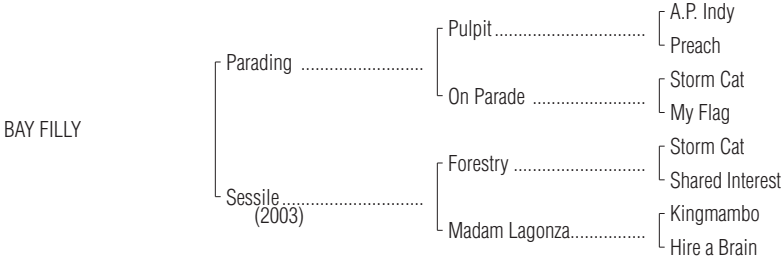 A.P. Indy
Pulpit..............................
Preach
Parading ........................
Storm Cat
On Parade ......................
My Flag
BAY FILLY
Storm Cat
Forestry ..........................
Shared Interest
Sessile............................
(2003)
Kingmambo
Madam Lagonza...............
Hire a Brain